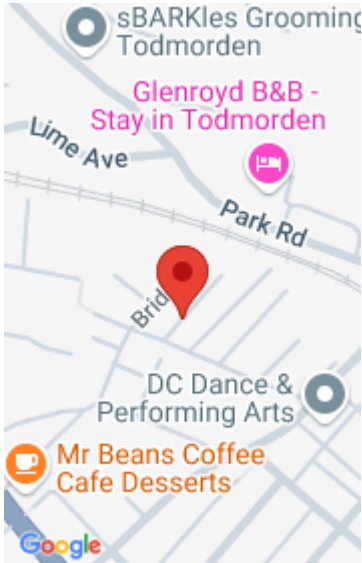 sBARKles Grooming
Todmorden
Glenroyd B&B -
Stay in Todmorden
Lime Ave
Park Rd
DC Dance &
Performing Arts
Mr Beans Coffee
Cafe Desserts
Google